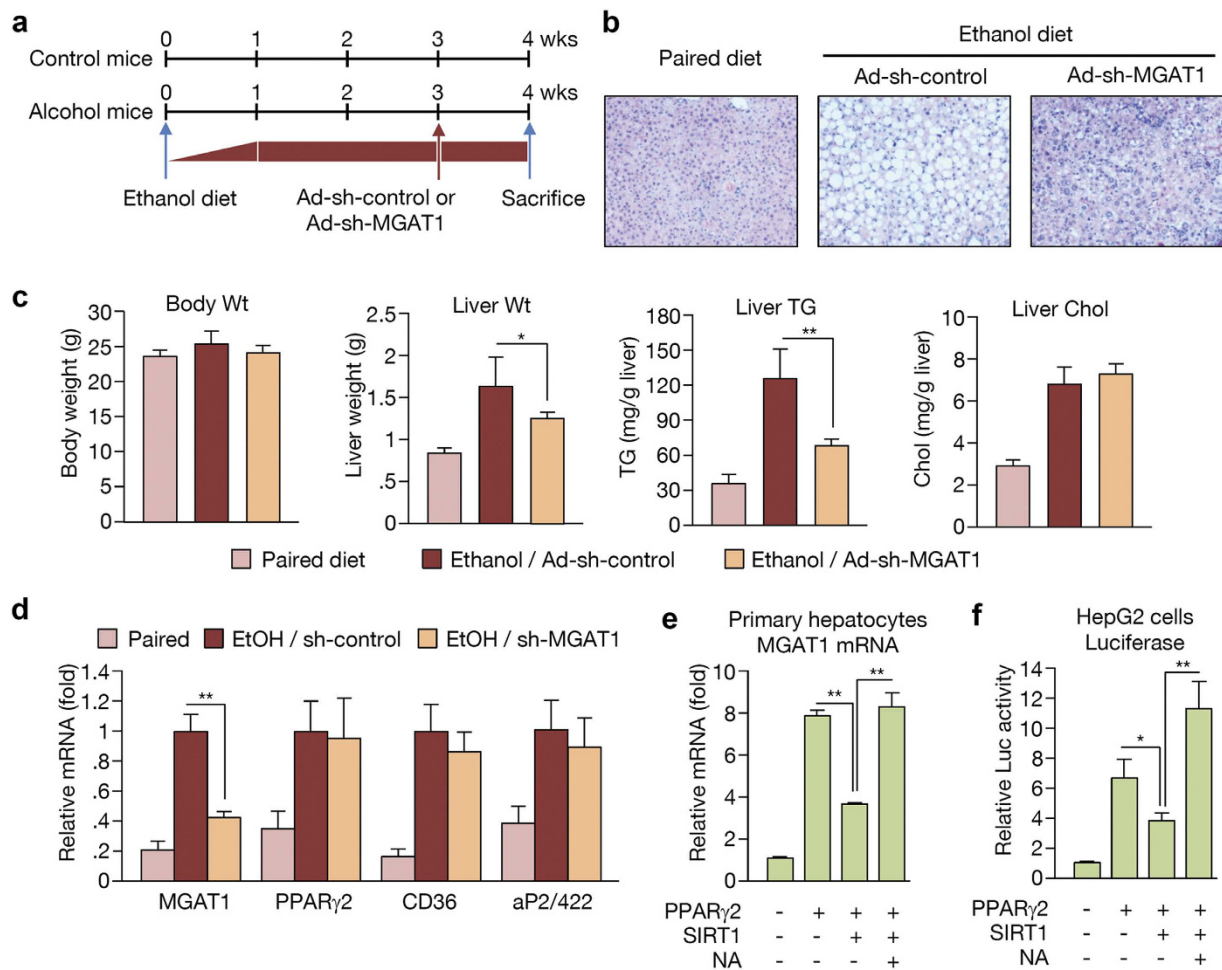 a
0 1 2 3 4 wks
Control mice
0 1 2 3 4 wks
Alcohol mice
Ethanol diet
Ad-sh-control or
Ad-sh-MGAT1
Sacrifice
b
Ethanol diet
Paired diet
Ad-sh-control
Ad-sh-MGAT1
c
Body Wt
Body weight (g)
30
25
20
15
10
5
0
Liver Wt
Liver weight (g)
2.5
2
1.5
1
.5
0
*
Liver TG
TG (mg/g liver)
180
150
120
90
60
30
0
**
Liver Chol
Chol (mg/g liver)
8
6
4
2
0
Paired diet
Ethanol / Ad-sh-control
Ethanol / Ad-sh-MGAT1
d
Paired
EtOH / sh-control
EtOH / sh-MGAT1
Relative mRNA (fold)
1.4
1.2
1
.8
.6
.4
.2
0
**
MGAT1
PPARγ2
CD36
aP2/422
e
Primary hepatocytes
MGAT1 mRNA
Relative mRNA (fold)
10
8
6
4
2
0
**
**
PPARγ2 - + + +
SIRT1 - - + +
NA - - - +
f
HepG2 cells
Luciferase
Relative Luc activity
14
12
10
8
6
4
2
0
*
**
PPARγ2 - + + +
SIRT1 - - + +
NA - - - +